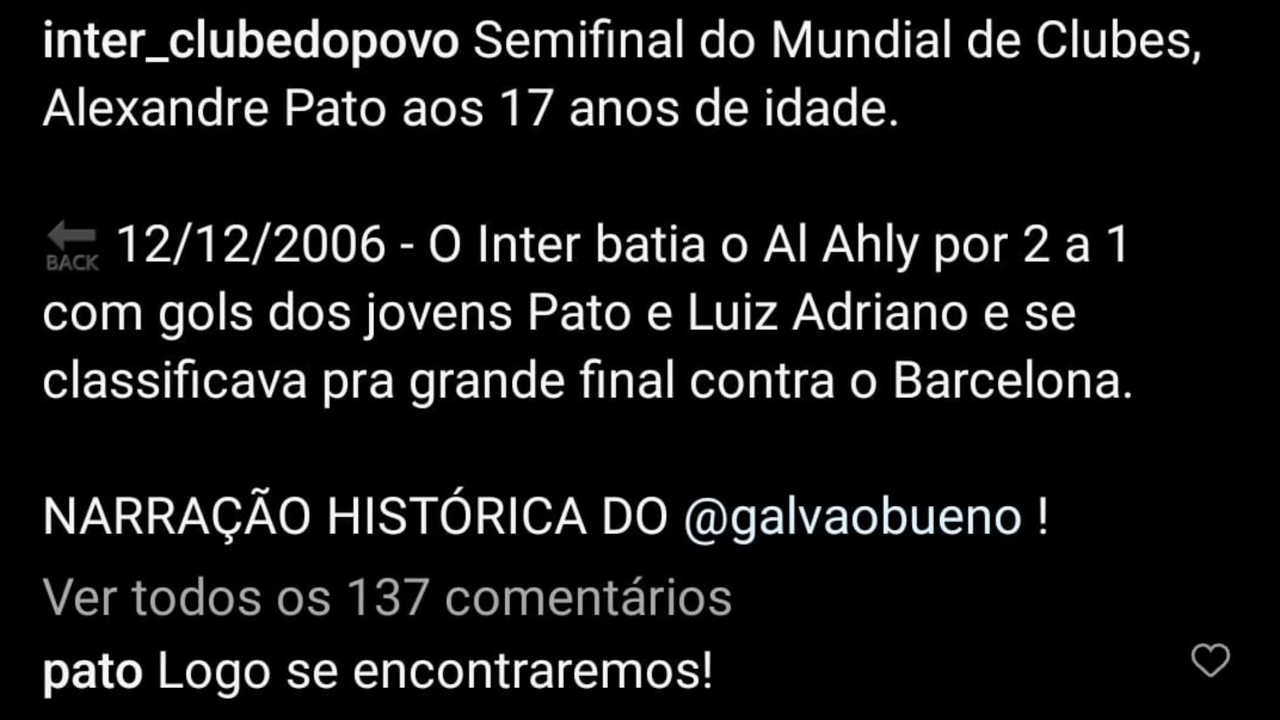 inter_clubedopovo Semifinal do Mundial de Clubes,
Alexandre Pato aos 17 anos de idade.
BACK 12/12/2006 - O Inter batia o Al Ahly por 2 a 1
com gols dos jovens Pato e Luiz Adriano e se
classificava pra grande final contra o Barcelona.
NARRAÇÃO HISTÓRICA DO @galvaobueno !
Ver todos os 137 comentários
pato Logo se encontraremos!